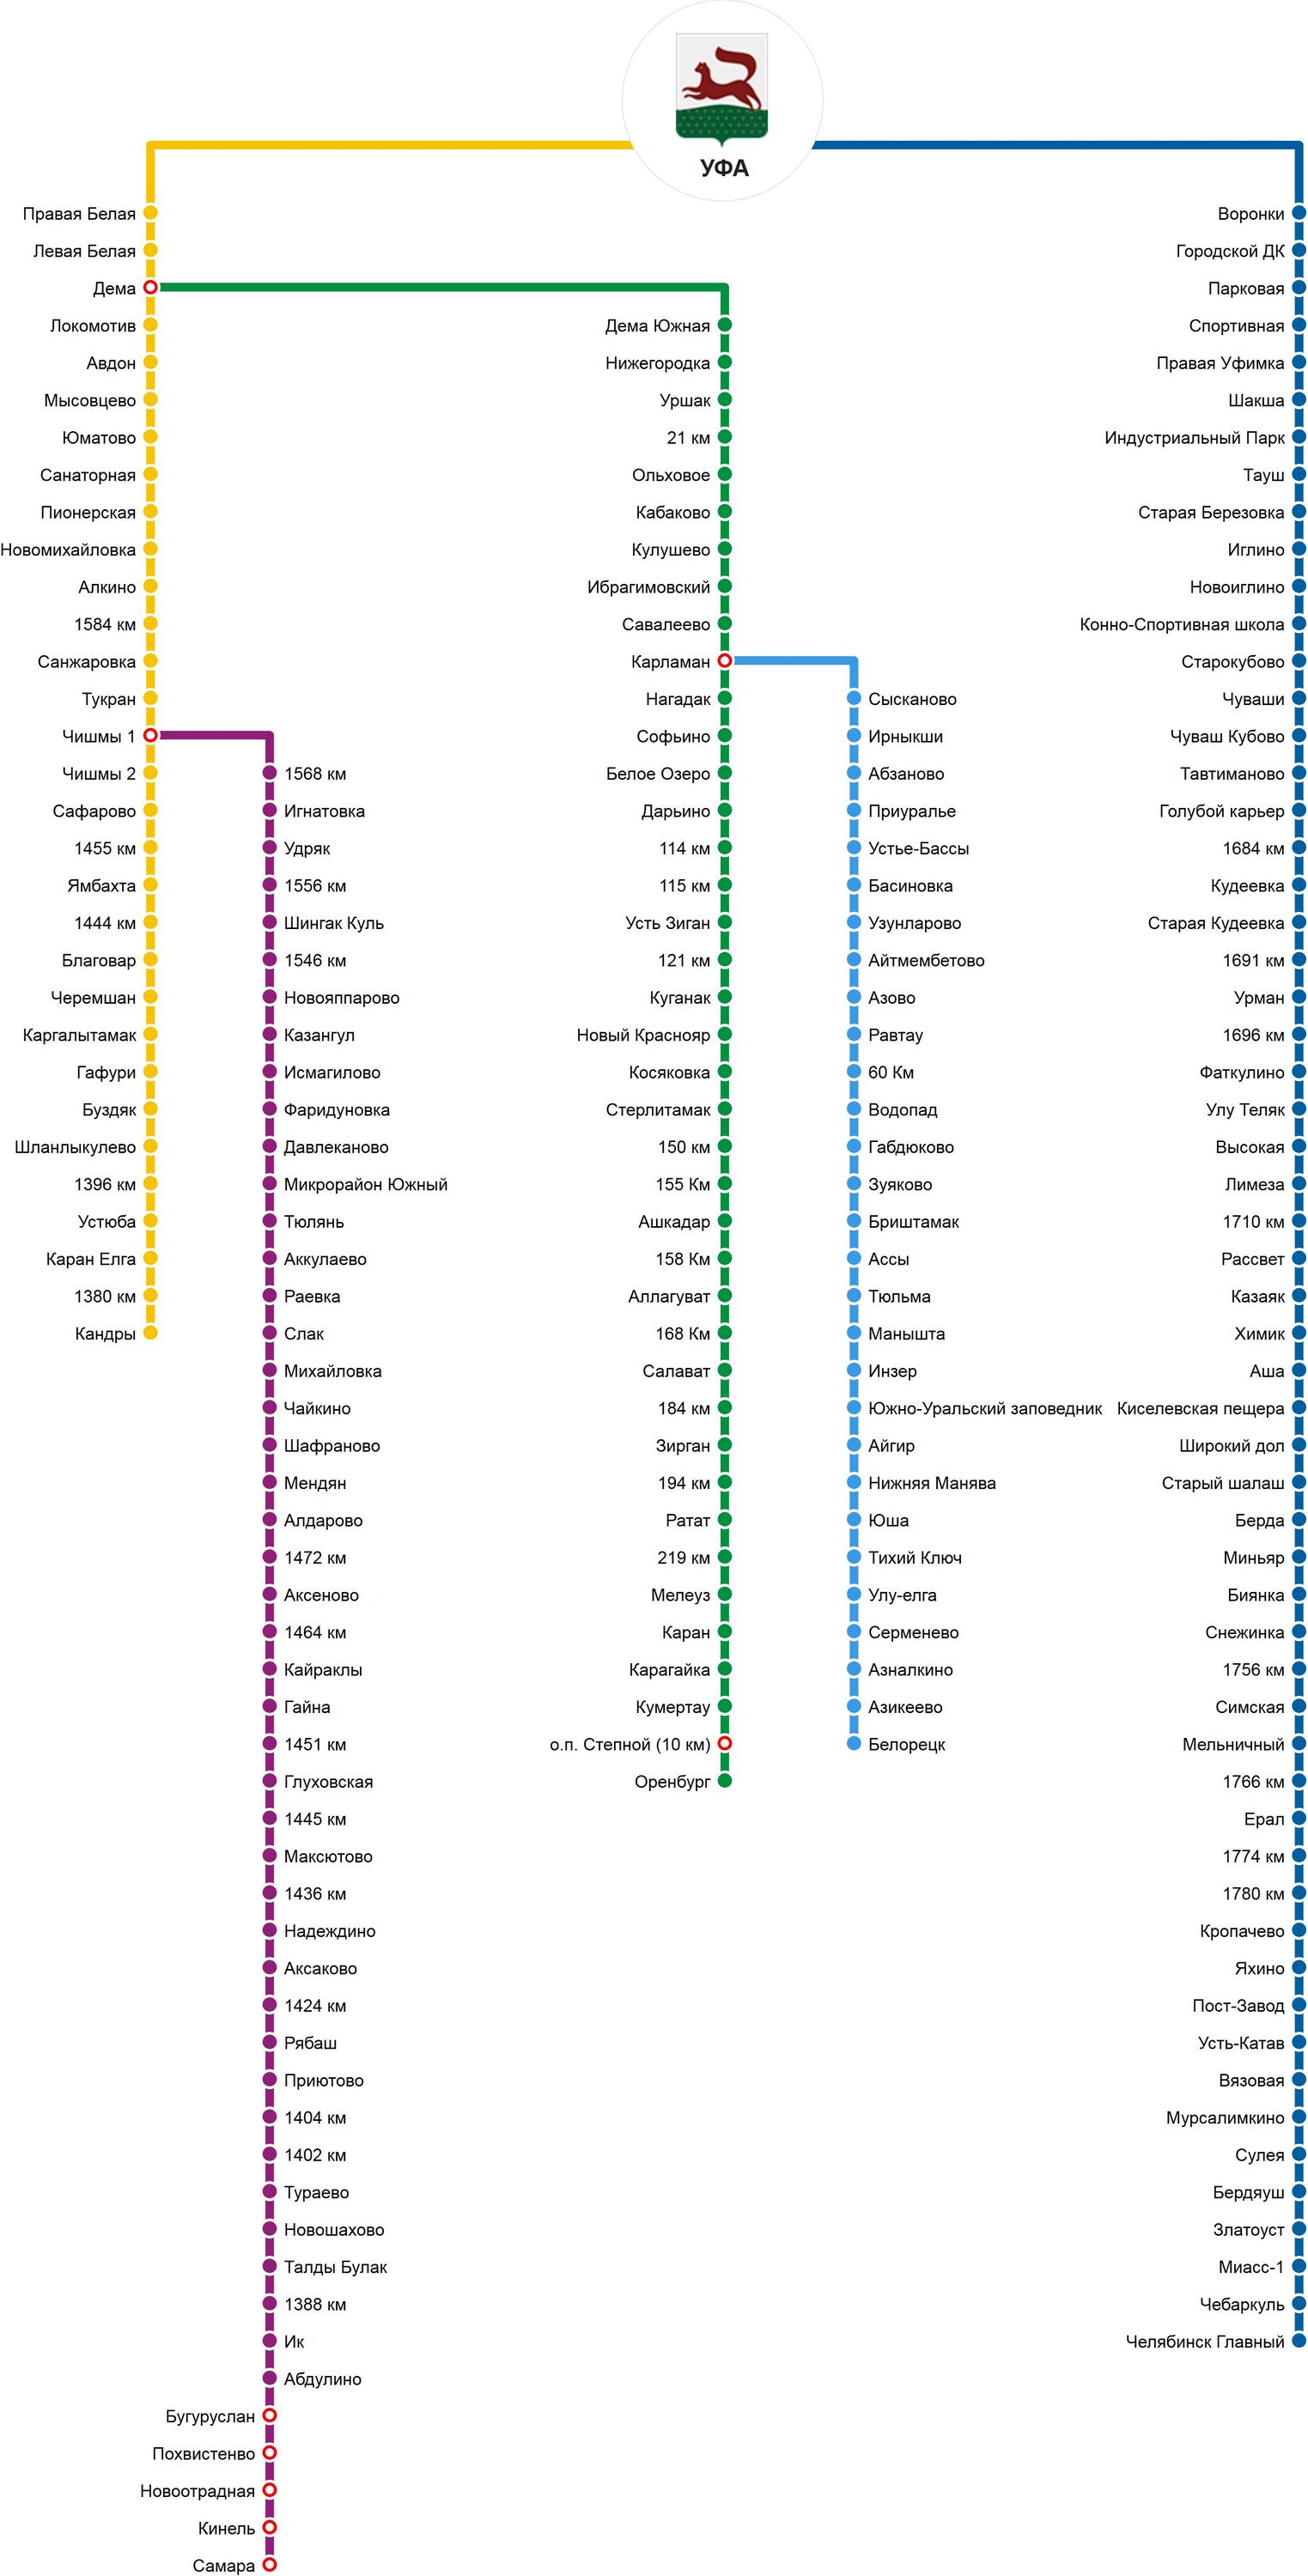 УФА
Правая Белая
Левая Белая
Дема
Локомотив
Авдон
Мысовцево
Юматово
Санаторная
Пионерская
Новомихайловка
Алкино
1584 км
Санжаровка
Тукран
Чишмы 1
Чишмы 2
Сафарово
1455 км
Ямбахта
1444 км
Благовар
Черемшан
Каргалытамак
Гафури
Буздяк
Шланлыкулево
1396 км
Устюба
Каран Елга
1380 км
Кандры
1568 км
Игнатовка
Удряк
1556 км
Шингак Куль
1546 км
Новояппарово
Казангул
Исмагилово
Фаридуновка
Давлеканово
Микрорайон Южный
Тюлянь
Аккулаево
Раевка
Слак
Михайловка
Чайкино
Шафраново
Мендян
Алдарово
1472 км
Аксеново
1464 км
Кайраклы
Гайна
1451 км
Глуховская
1445 км
Максютово
1436 км
Надеждино
Аксаково
1424 км
Рябаш
Приютово
1404 км
1402 км
Тураево
Новошахово
Талды Булак
1388 км
Ик
Абдулино
Бугуруслан
Похвистенво
Новоотрадная
Кинель
Самара
Дема Южная
Нижегородка
Уршак
21 км
Ольховое
Кабаково
Кулушево
Ибрагимовский
Савалеево
Карламан
Нагадак
Софьино
Белое Озеро
Дарьино
114 км
115 км
Усть Зиган
121 км
Куганак
Новый Краснояр
Косяковка
Стерлитамак
150 км
155 Км
Ашкадар
158 Км
Аллагуват
168 Км
Салават
184 км
Зирган
194 км
Ратат
219 км
Мелеуз
Каран
Карагайка
Кумертау
о.п. Степной (10 км)
Оренбург
Сысканово
Ирныкши
Абзаново
Приуралье
Устье-Бассы
Басиновка
Узунларово
Айтмембетово
Азово
Равтау
60 Км
Водопад
Габдюково
Зуяково
Бриштамак
Ассы
Тюльма
Манышта
Инзер
Южно-Уральский заповедник
Айгир
Нижняя Манява
Юша
Тихий Ключ
Улу-елга
Серменево
Азналкино
Азикеево
Белорецк
Воронки
Городской ДК
Парковая
Спортивная
Правая Уфимка
Шакша
Индустриальный Парк
Тауш
Старая Березовка
Иглино
Новоиглино
Конно-Спортивная школа
Старокубово
Чуваши
Чуваш Кубово
Тавтиманово
Голубой карьер
1684 км
Кудеевка
Старая Кудеевка
1691 км
Урман
1696 км
Фаткулино
Улу Теляк
Высокая
Лимеза
1710 км
Рассвет
Казаяк
Химик
Аша
Киселевская пещера
Широкий дол
Старый шалаш
Берда
Миньяр
Биянка
Снежинка
1756 км
Симская
Мельничный
1766 км
Ерал
1774 км
1780 км
Кропачево
Яхино
Пост-Завод
Усть-Катав
Вязовая
Мурсалимкино
Сулея
Бердяуш
Златоуст
Миасс-1
Чебаркуль
Челябинск Главный